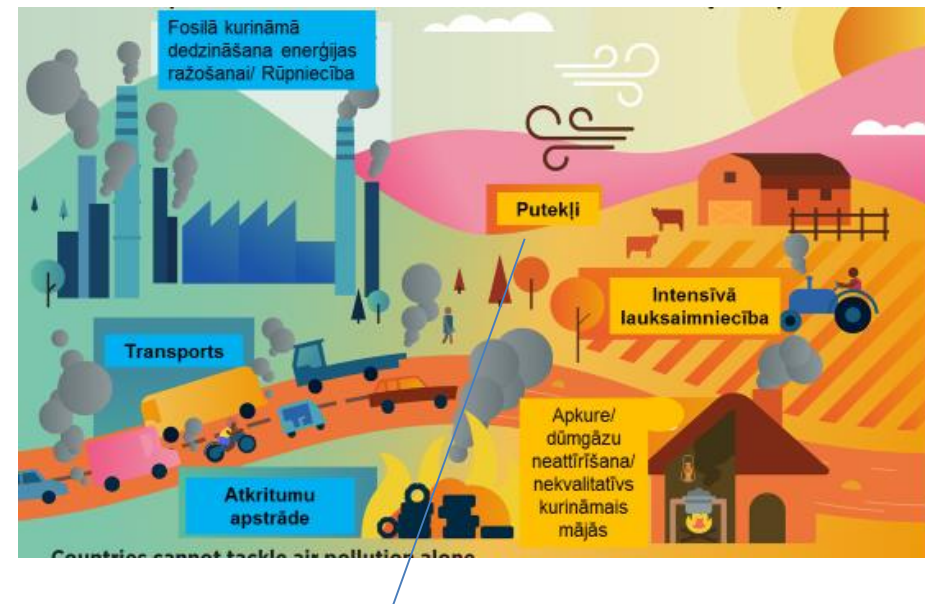 Fosilā kurināmā
dedzināšana enerģijas
ražošanai/ Rūpniecība
Putekļi
Intensīvā
lauksaimniecība
Transports
Apkure/
dūmgāzu
neattīrīšana/
nekvalitatīvs
kurināmais
mājās
Atkritumu
apstrāde
Countries cannot tackle air pollution alone